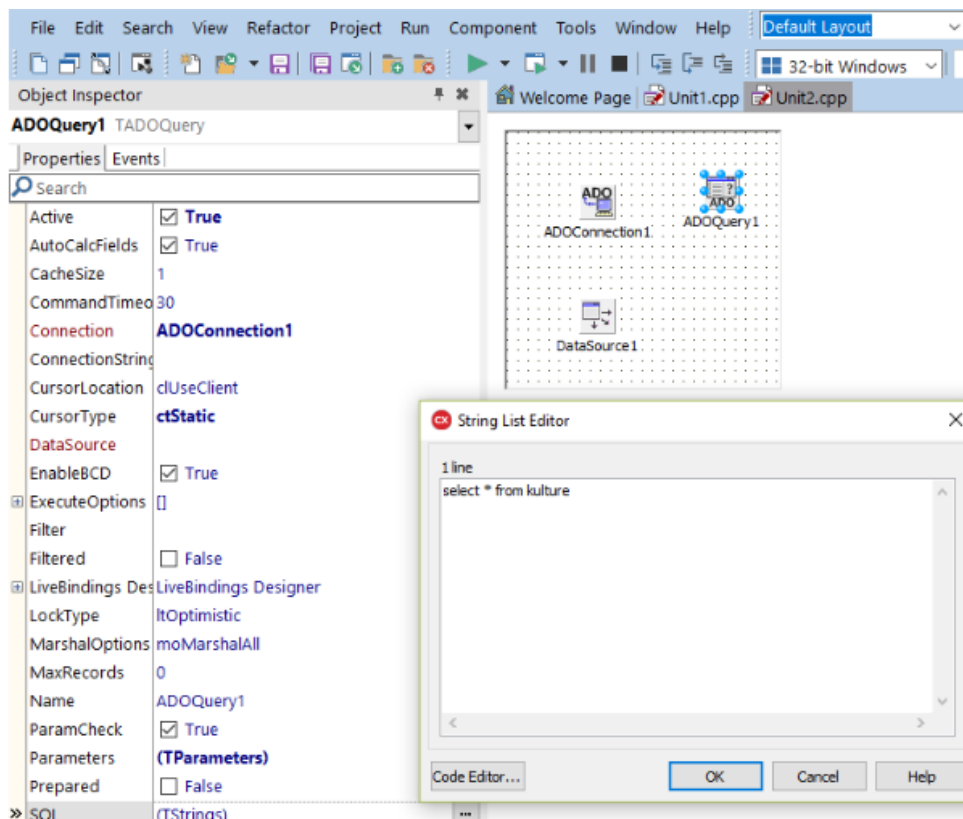 File Edit Search View Refactor Project Run Component Tools Window Help Default Layout
32-bit Windows
Object Inspector
ADOQuery1 TADOQuery
Properties Events
Search
Active True
AutoCalcFields True
CacheSize 1
CommandTimeo 30
Connection ADOConnection1
ConnectionString
CursorLocation clUseClient
CursorType ctStatic
DataSource
EnableBCD True
ExecuteOptions []
Filter
Filtered False
LiveBindings Des LiveBindings Designer
LockType ltOptimistic
MarshalOptions moMarshalAll
MaxRecords 0
Name ADOQuery1
ParamCheck True
Parameters (TParameters)
Prepared False
SQL (TStrings)
Welcome Page Unit1.cpp Unit2.cpp
ADO
ADOConnection1
ADO
ADOQuery1
DataSource1
CX String List Editor
1 line
select * from kulture
Code Editor... OK Cancel Help